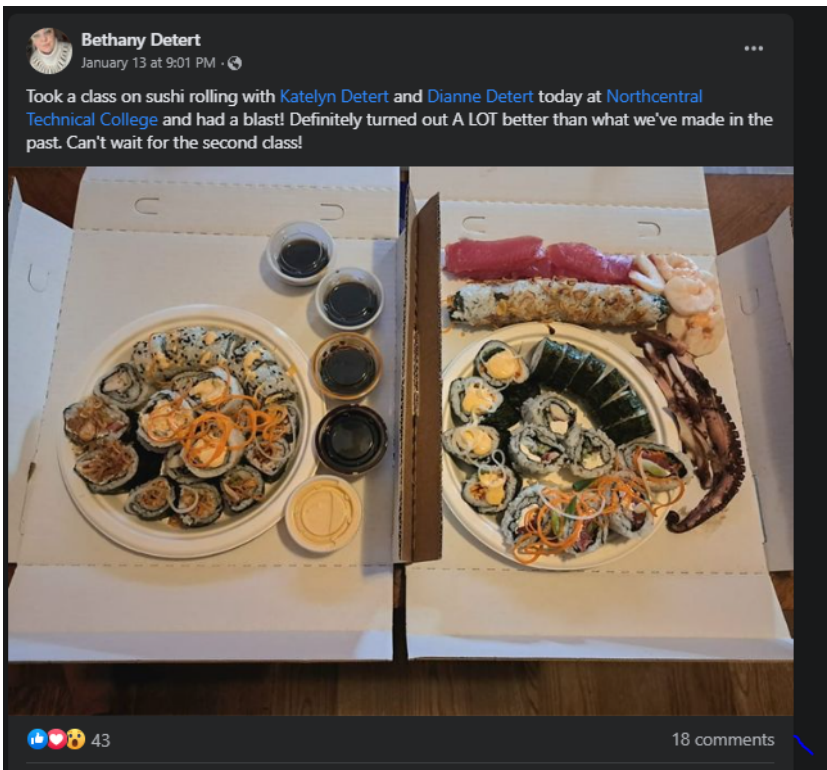 Bethany Detert
January 13 at 9:01 PM ·
Took a class on sushi rolling with Katelyn Detert and Dianne Detert today at Northcentral
Technical College and had a blast! Definitely turned out A LOT better than what we've made in the
past. Can't wait for the second class!
43
18 comments